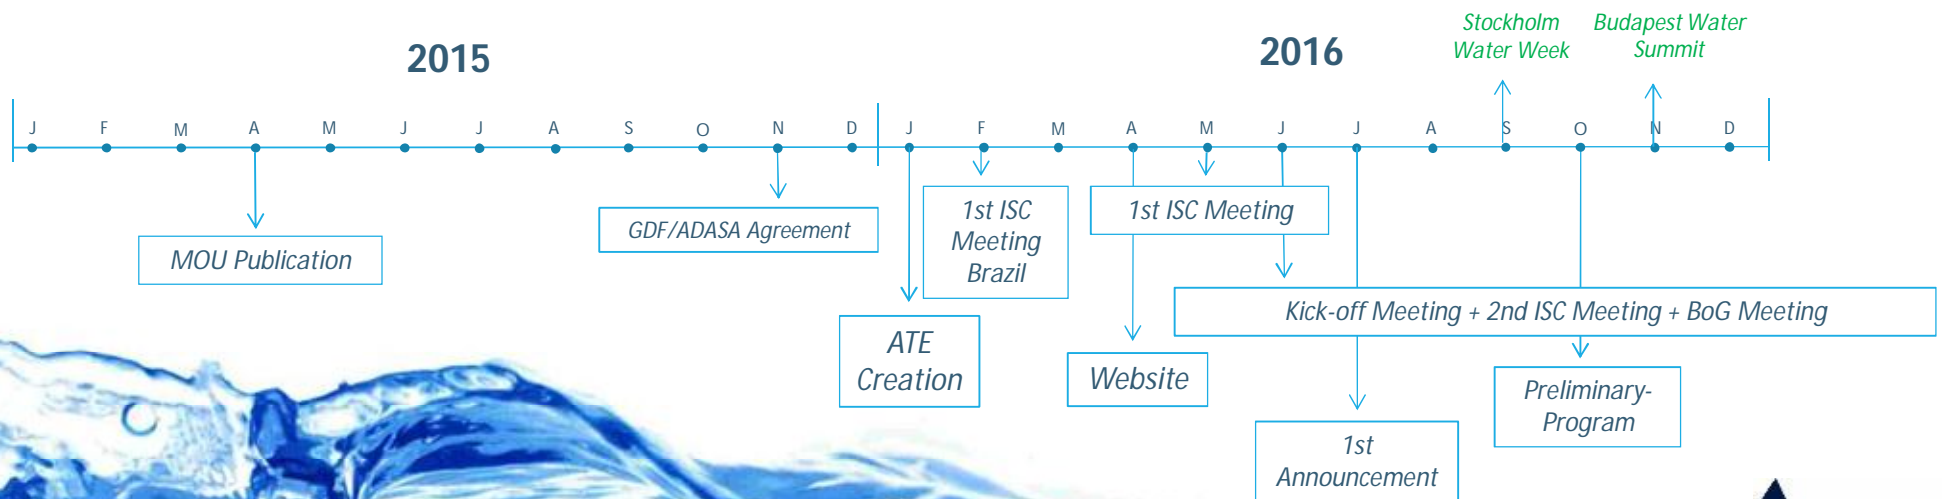 2015
2016
Stockholm
Water Week
Budapest Water
Summit
J F M A M J J A S O N D J F M A M J J A S O N D
MOU Publication
GDF/ADASA Agreement
ATE
Creation
1st ISC
Meeting
Brazil
Website
1st ISC Meeting
Kick-off Meeting + 2nd ISC Meeting + BoG Meeting
1st
Announcement
Preliminary-
Program